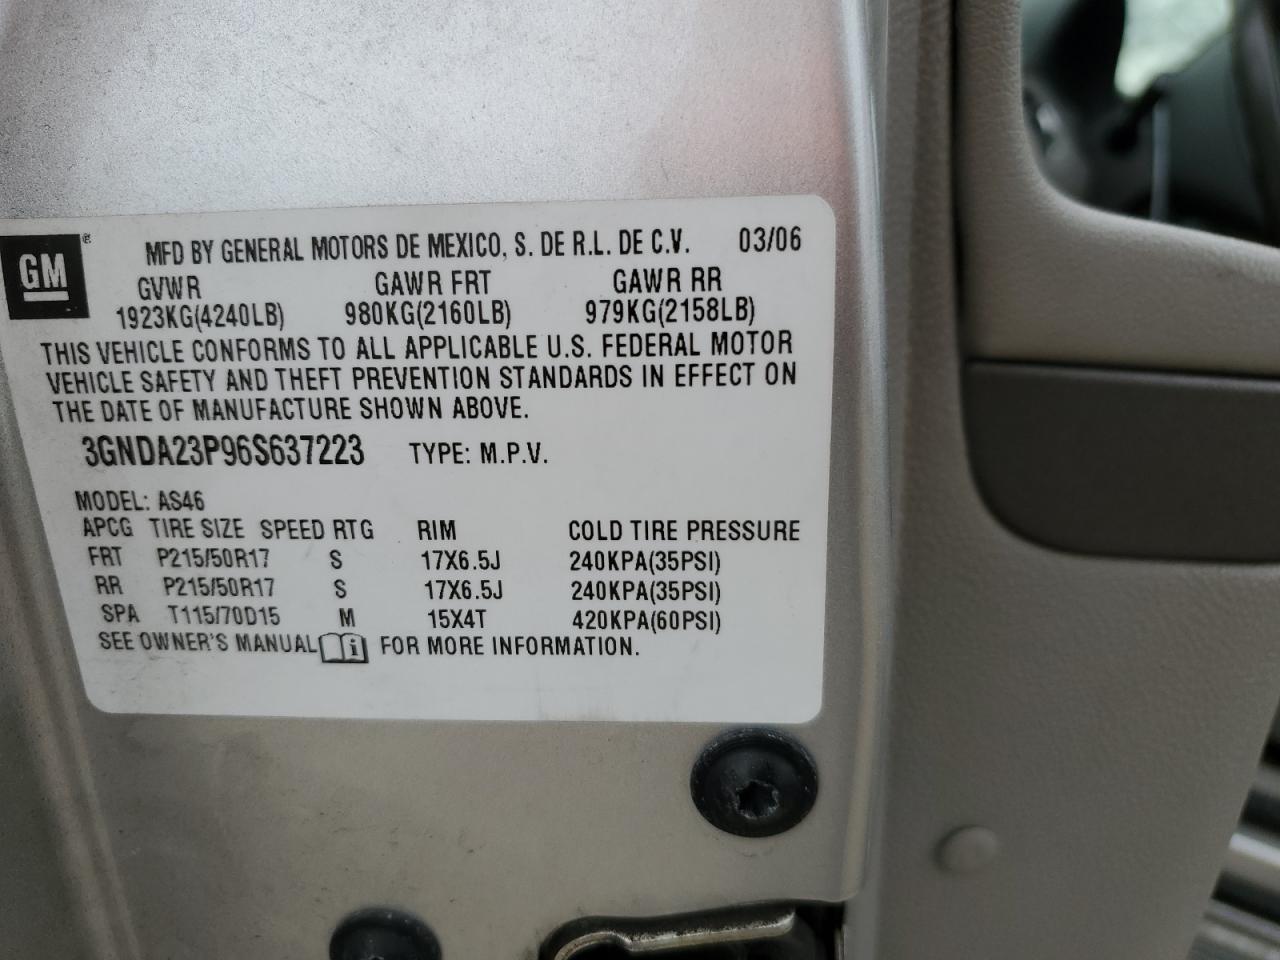 GM® MFD BY GENERAL MOTORS DE MEXICO, S. DE R.L. DE C.V. 03/06
GVWR GAWR FRT GAWR RR
1923KG(4240LB) 980KG(2160LB) 979KG(2158LB)
THIS VEHICLE CONFORMS TO ALL APPLICABLE U.S. FEDERAL MOTOR
VEHICLE SAFETY AND THEFT PREVENTION STANDARDS IN EFFECT ON
THE DATE OF MANUFACTURE SHOWN ABOVE.
3GNDA23P96S637223 TYPE: M.P.V.
MODEL: AS46
APCG TIRE SIZE SPEED RTG RIM COLD TIRE PRESSURE
FRT P215/50R17 S 17X6.5J 240KPA(35PSI)
RR P215/50R17 S 17X6.5J 240KPA(35PSI)
SPA T115/70D15 M 15X4T 420KPA(60PSI)
SEE OWNER'S MANUAL i FOR MORE INFORMATION.